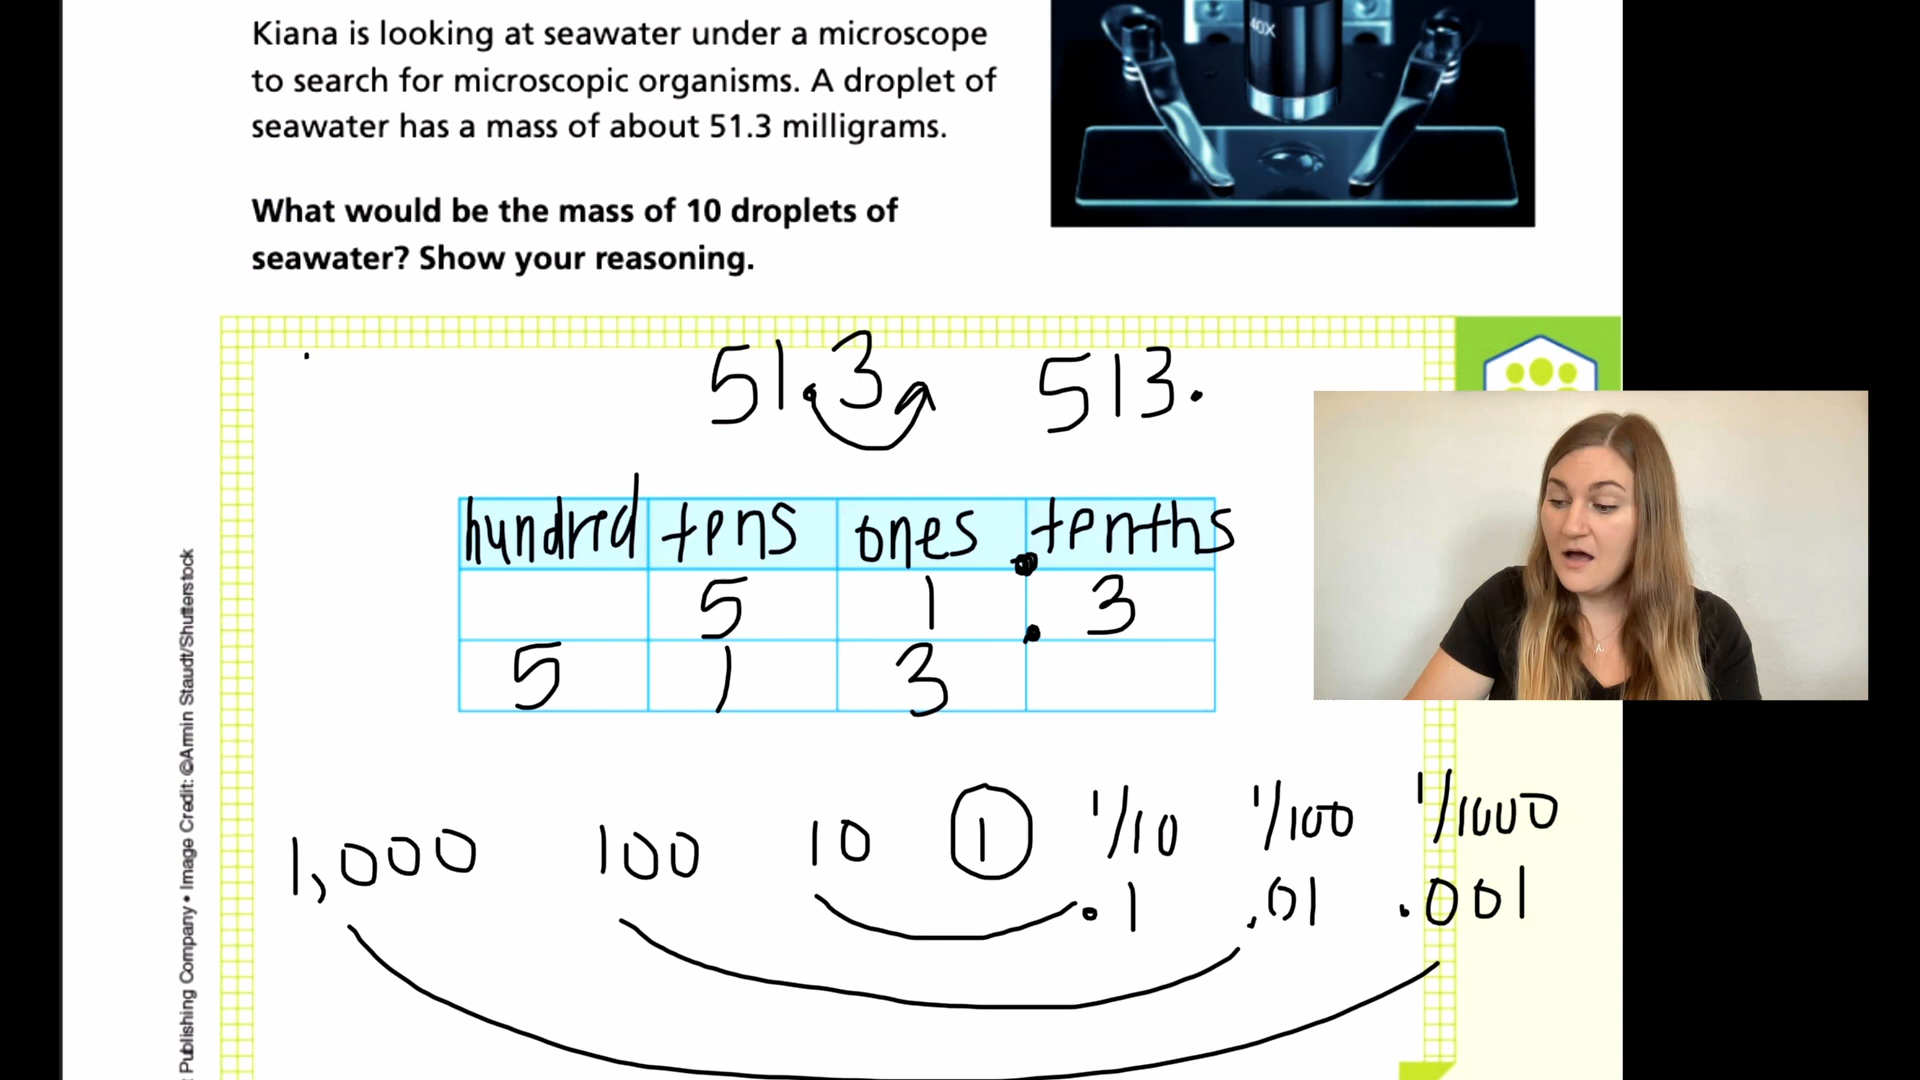 Kiana is looking at seawater under a microscope
to search for microscopic organisms. A droplet of
seawater has a mass of about 51.3 milligrams.
40X
What would be the mass of 10 droplets of
seawater? Show your reasoning.
51.3 513.
hundred tens ones tenths
5 1 . 3
5 1 3
1,000 100 10 1 1/10 1/100 1/1000
.1 .01 .001
Publishing Company • Image Credit: ©Armin Staudt/Shutterstock